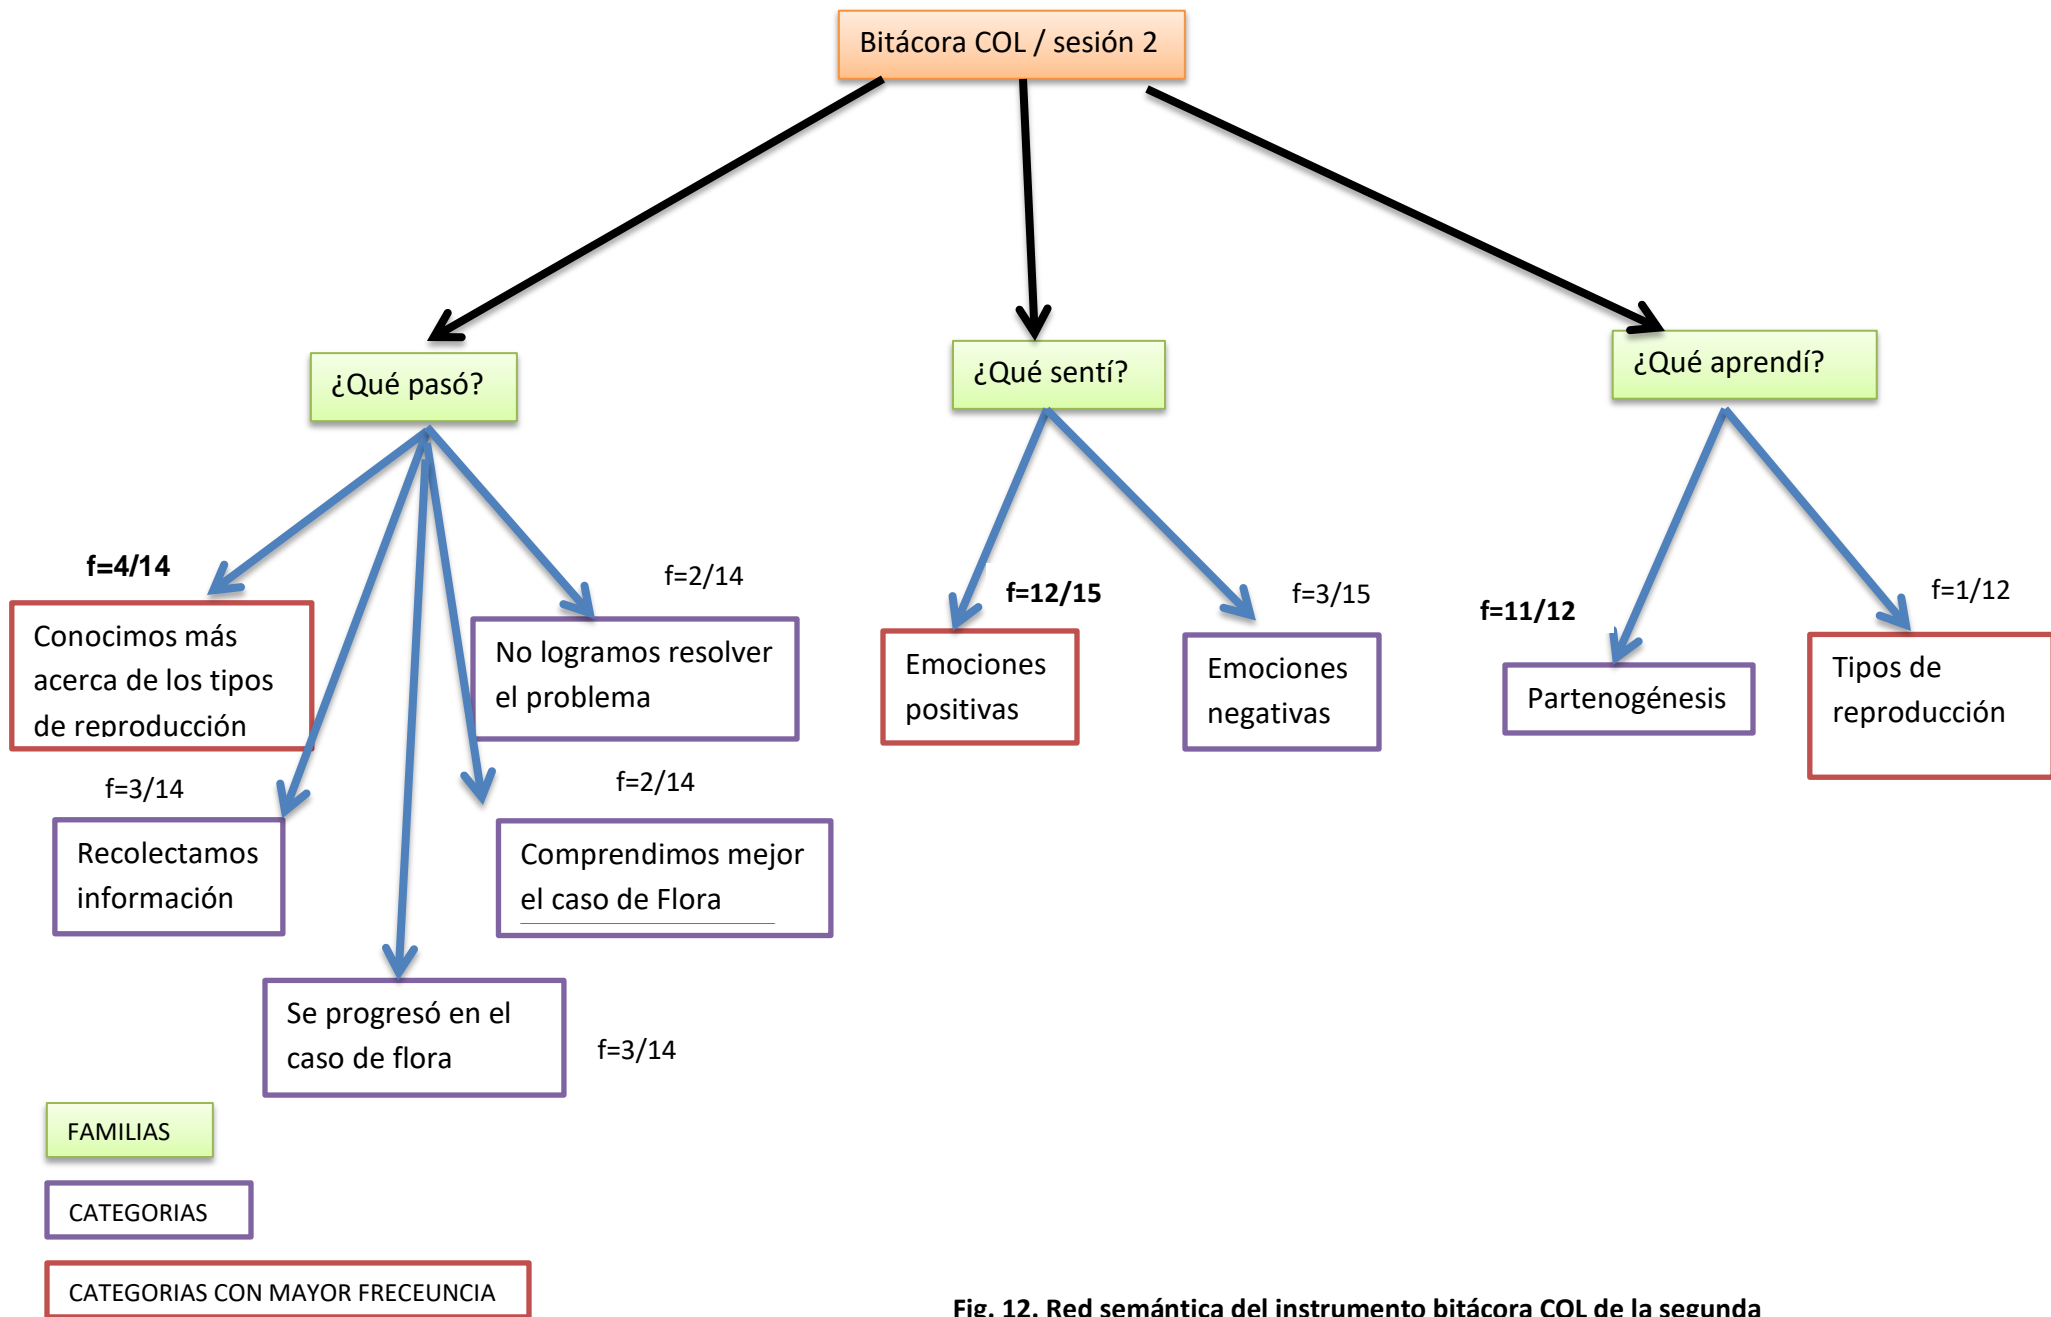 Bitácora COL / sesión 2
¿Qué pasó?
¿Qué sentí?
¿Qué aprendí?
f=4/14
Conocimos más
acerca de los tipos
de reproducción
f=2/14
No logramos resolver
el problema
f=3/14
Recolectamos
información
f=2/14
Comprendimos mejor
el caso de Flora
Se progresó en el
caso de flora
f=3/14
f=12/15
Emociones
positivas
f=3/15
Emociones
negativas
f=11/12
Partenogénesis
f=1/12
Tipos de
reproducción
FAMILIAS
CATEGORIAS
CATEGORIAS CON MAYOR FRECEUNCIA
Fig. 12. Red semántica del instrumento bitácora COL de la segunda